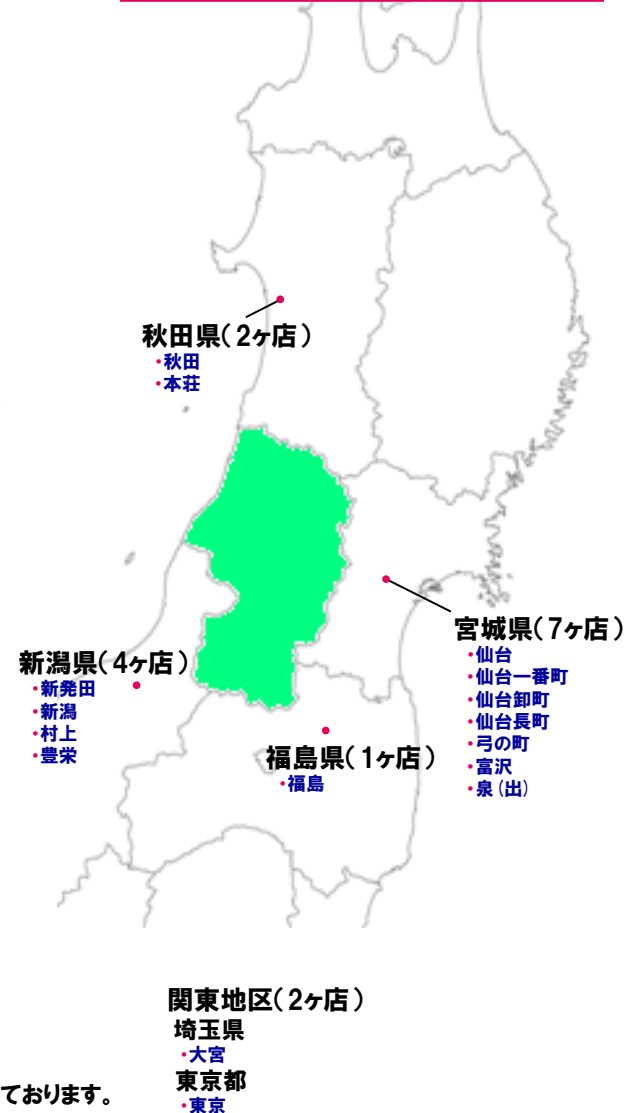 秋田県(2ヶ店)
・秋田
・本荘
宮城県(7ヶ店)
・仙台
・仙台一番町
・仙台卸町
・仙台長町
・弓の町
・富沢
・泉(出)
新潟県(4ヶ店)
・新発田
・新潟
・村上
・豊栄
福島県(1ヶ店)
・福島
関東地区(2ヶ店)
埼玉県
・大宮
東京都
・東京
ております。